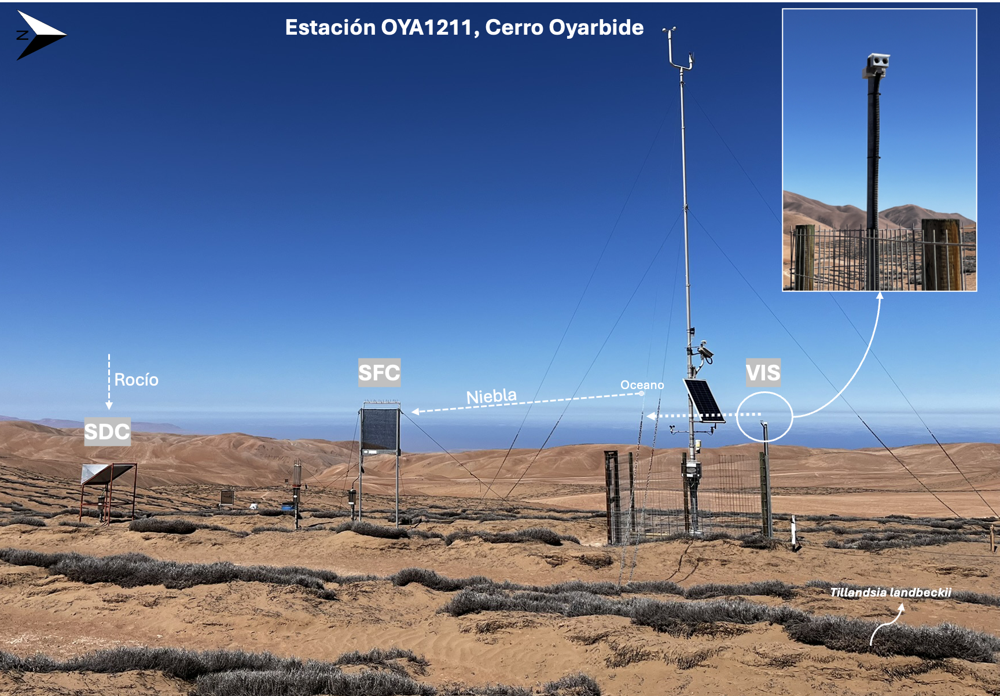 Estación OYA1211, Cerro Oyarbide
N
Rocío
SDC
SFC
Niebla
Oceano
VIS
Tillandsia landbeckii